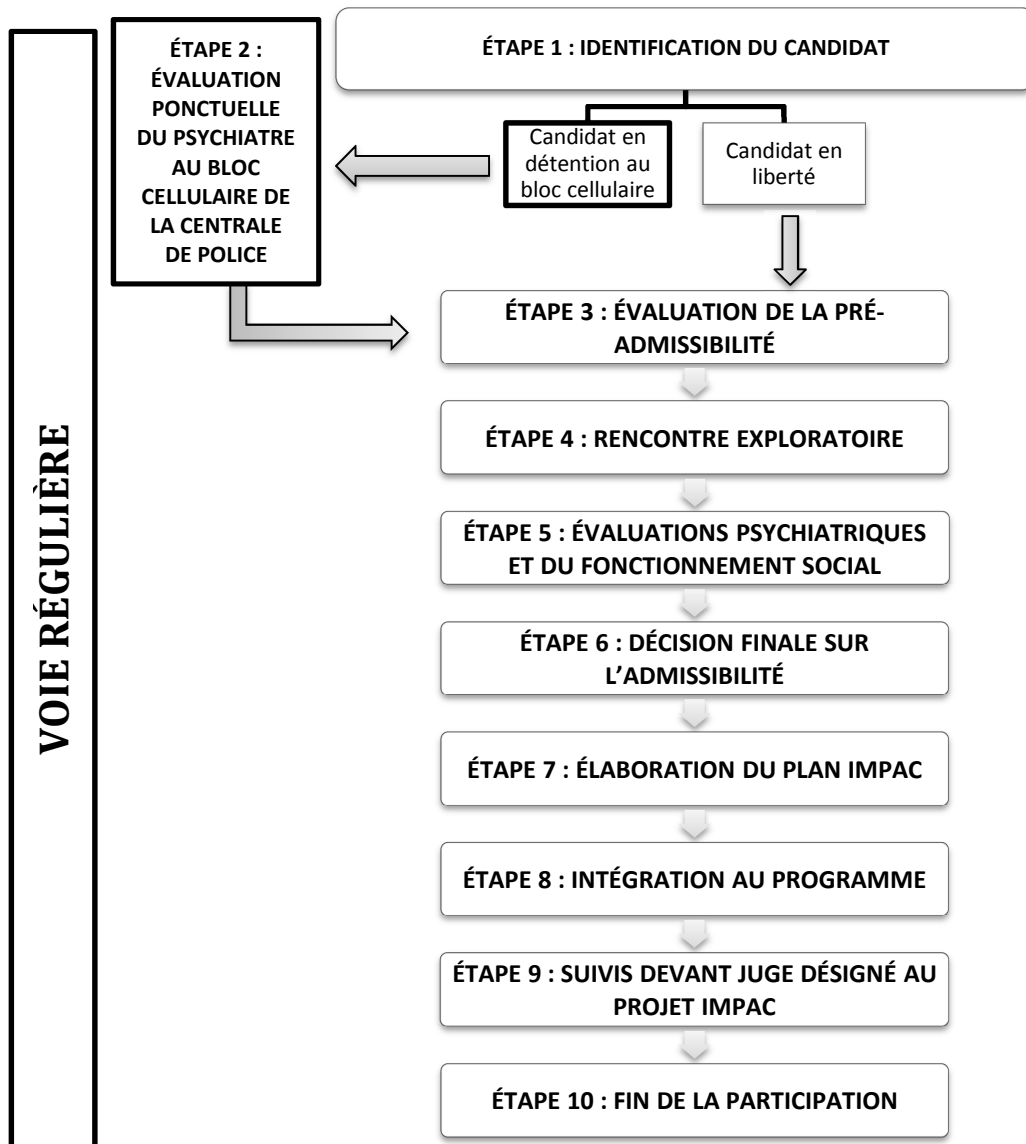 ÉTAPE 1 : IDENTIFICATION DU CANDIDAT
Candidat en
détention au
bloc cellulaire
Candidat en
liberté
ÉTAPE 2 :
ÉVALUATION
PONCTUELLE
DU PSYCHIATRE
AU BLOC
CELLULAIRE DE
LA CENTRALE
DE POLICE
ÉTAPE 3 : ÉVALUATION DE LA PRÉ-
ADMISSIBILITÉ
ÉTAPE 4 : RENCONTRE EXPLORATOIRE
ÉTAPE 5 : ÉVALUATIONS PSYCHIATRIQUES
ET DU FONCTIONNEMENT SOCIAL
ÉTAPE 6 : DÉCISION FINALE SUR
L’ADMISSIBILITÉ
ÉTAPE 7 : ÉLABORATION DU PLAN IMPAC
ÉTAPE 8 : INTÉGRATION AU PROGRAMME
ÉTAPE 9 : SUIVIS DEVANT JUGE DÉSIGNÉ AU
PROJET IMPAC
ÉTAPE 10 : FIN DE LA PARTICIPATION
VOIE RÉGULIÈRE